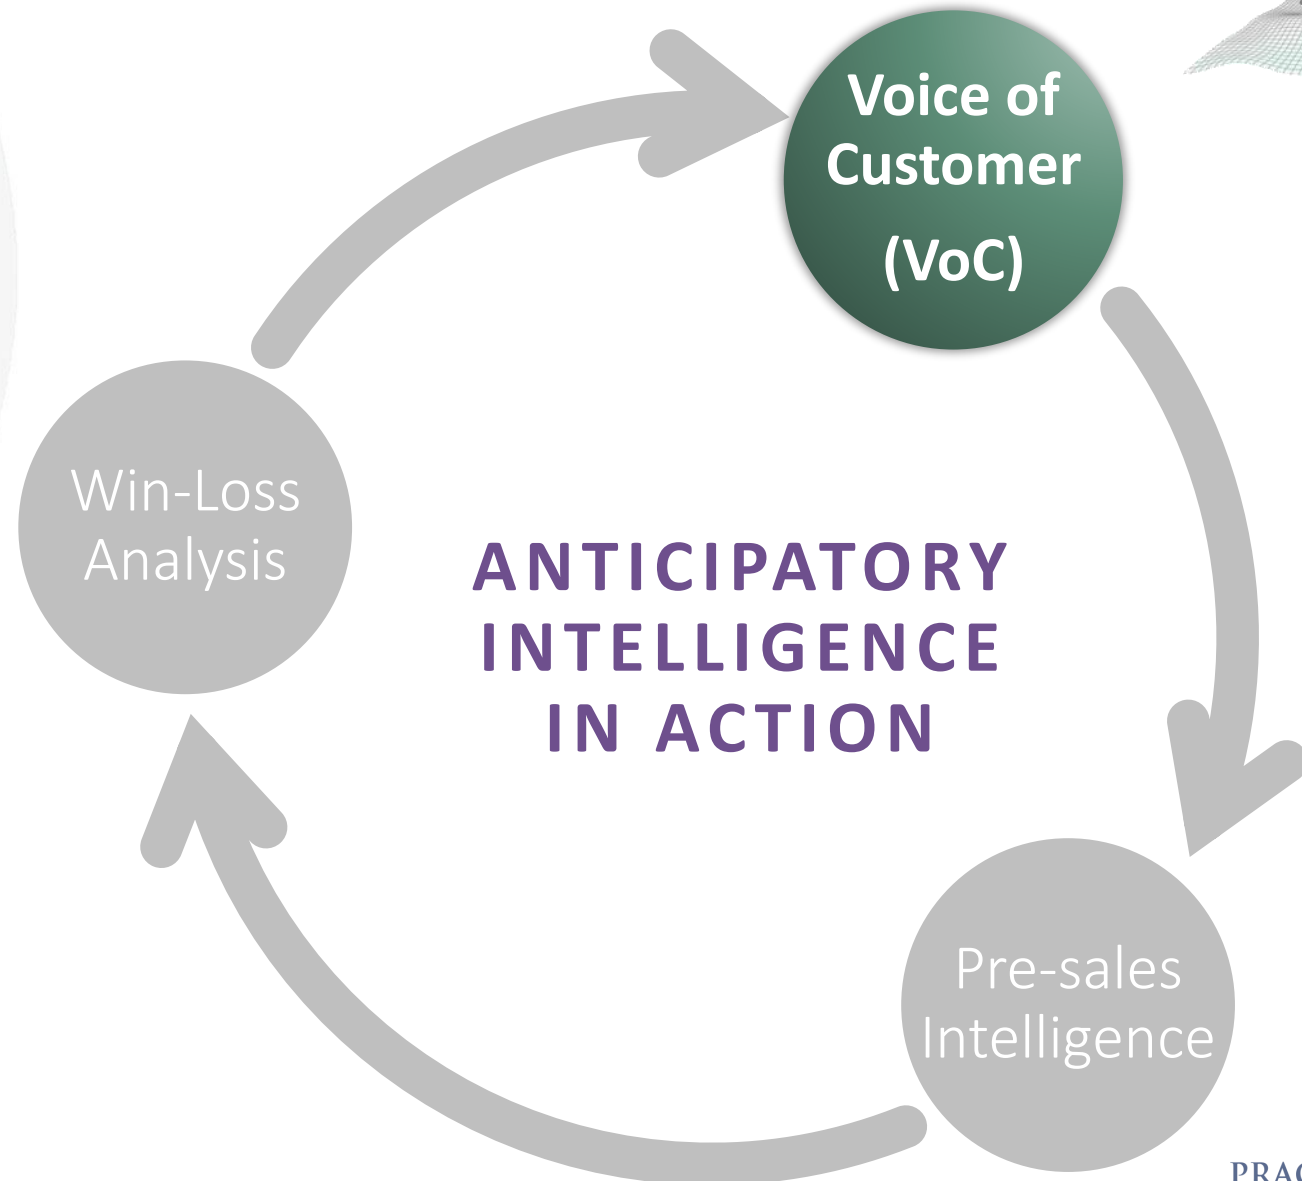 Voice of
Customer
(VoC)
Win-Loss
Analysis
ANTICIPATORY
INTELLIGENCE
IN ACTION
Pre-sales
Intelligence